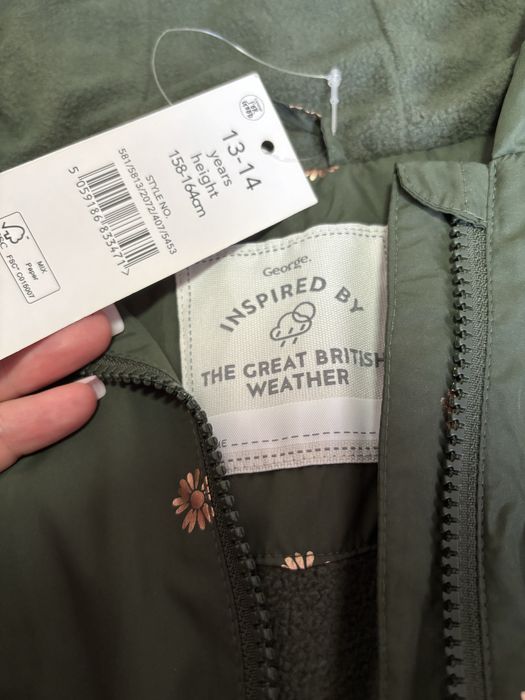 13-14
years
height
158-164cm
STYLE NO.
581/5813/2072/407/5453
5 059186 833471
MIX
Paper
FSC® C016007
George.
INSPIRED BY
THE GREAT BRITISH
WEATHER